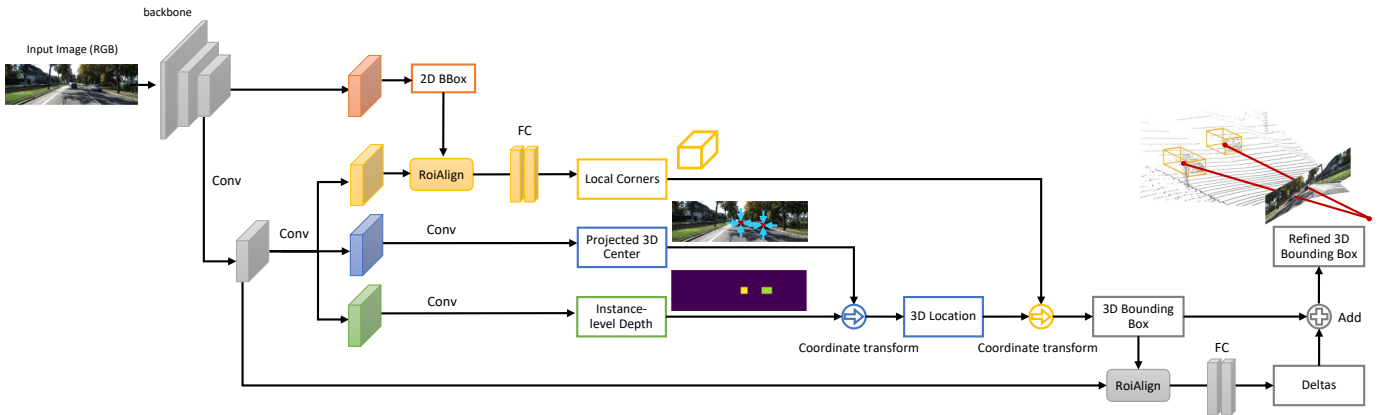 backbone
Input Image (RGB)
2D BBox
FC
Conv
RoiAlign
Local Corners
Conv
Conv
Projected 3D
Center
Refined 3D
Bounding Box
Conv
Instance-
level Depth
3D Location
3D Bounding
Box
Add
Coordinate transform
Coordinate transform
FC
RoiAlign
Deltas